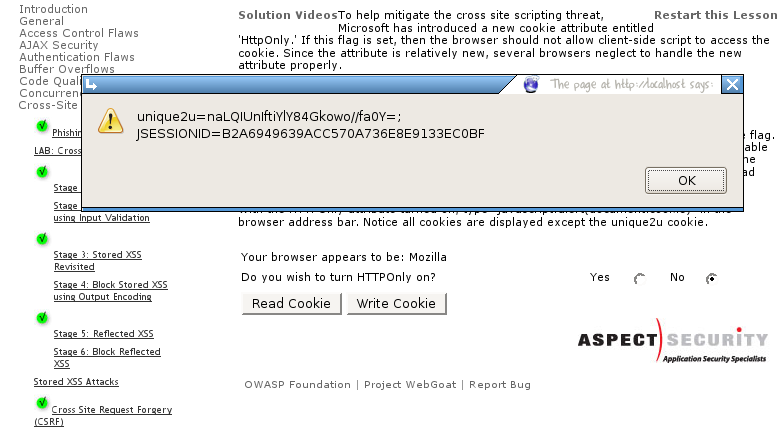 Introduction
General
Access Control Flaws
AJAX Security
Authentication Flaws
Buffer Overflows
Code Quali
Concurrenc
Cross-Site
Phishin
LAB: Cross
Stage
Stage
using Input Validation
Stage 3: Stored XSS
Revisited
Stage 4: Block Stored XSS
using Output Encoding
Stage 5: Reflected XSS
Stage 6: Block Reflected
XSS
Stored XSS Attacks
Cross Site Request Forgery
(CSRF)
Solution Videos To help mitigate the cross site scripting threat, Restart this Lesson
Microsoft has introduced a new cookie attribute entitled
'HttpOnly.' If this flag is set, then the browser should not allow client-side script to access the
cookie. Since the attribute is relatively new, several browsers neglect to handle the new
attribute properly.
The page at http://localhost says:
unique2u=naLQIUnIftiYlY84Gkowo//fa0Y=;
JSESSIONID=B2A6949639ACC570A736E8E9133EC0BF
OK
e flag.
able
ne
ad
browser address bar. Notice all cookies are displayed except the unique2u cookie.
Your browser appears to be: Mozilla
Do you wish to turn HTTPOnly on? Yes No
Read Cookie Write Cookie
ASPECT SECURITY
Application Security Specialists
OWASP Foundation | Project WebGoat | Report Bug